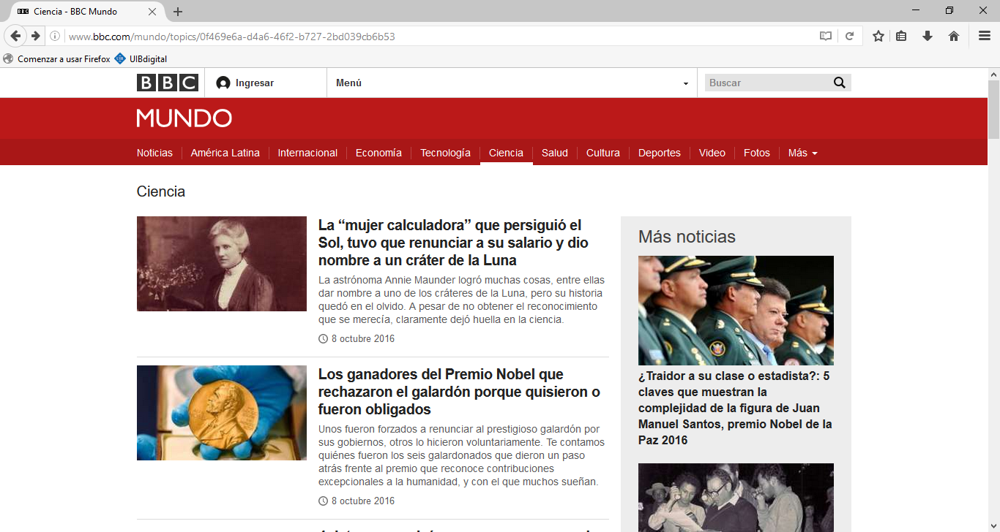 Ciencia - BBC Mundo
www.bbc.com/mundo/topics/0f469e6a-d4a6-46f2-b727-2bd039cb6b53
Comenzar a usar Firefox UIBdigital
BBC Ingresar Menú Buscar
MUNDO
Noticias América Latina Internacional Economía Tecnología Ciencia Salud Cultura Deportes Video Fotos Más
Ciencia
La “mujer calculadora” que persiguió el
Sol, tuvo que renunciar a su salario y dio
nombre a un cráter de la Luna
La astrónoma Annie Maunder logró muchas cosas, entre ellas
dar nombre a uno de los cráteres de la Luna, pero su historia
quedó en el olvido. A pesar de no obtener el reconocimiento
que se merecía, claramente dejó huella en la ciencia.
8 octubre 2016
Los ganadores del Premio Nobel que
rechazaron el galardón porque quisieron o
fueron obligados
Unos fueron forzados a renunciar al prestigioso galardón por
sus gobiernos, otros lo hicieron voluntariamente. Te contamos
quiénes fueron los seis galardonados que dieron un paso
atrás frente al premio que reconoce contribuciones
excepcionales a la humanidad, y con el que muchos sueñan.
8 octubre 2016
Más noticias
¿Traidor a su clase o estadista?: 5
claves que muestran la
complejidad de la figura de Juan
Manuel Santos, premio Nobel de la
Paz 2016